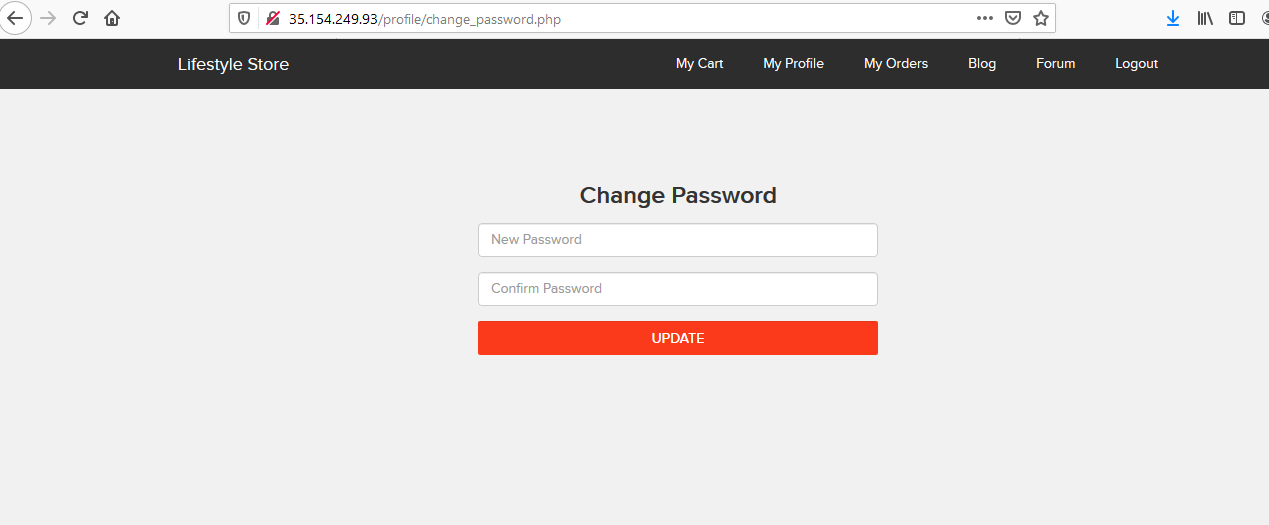 35.154.249.93/profile/change_password.php
Lifestyle Store My Cart My Profile My Orders Blog Forum Logout
Change Password
New Password
Confirm Password
UPDATE